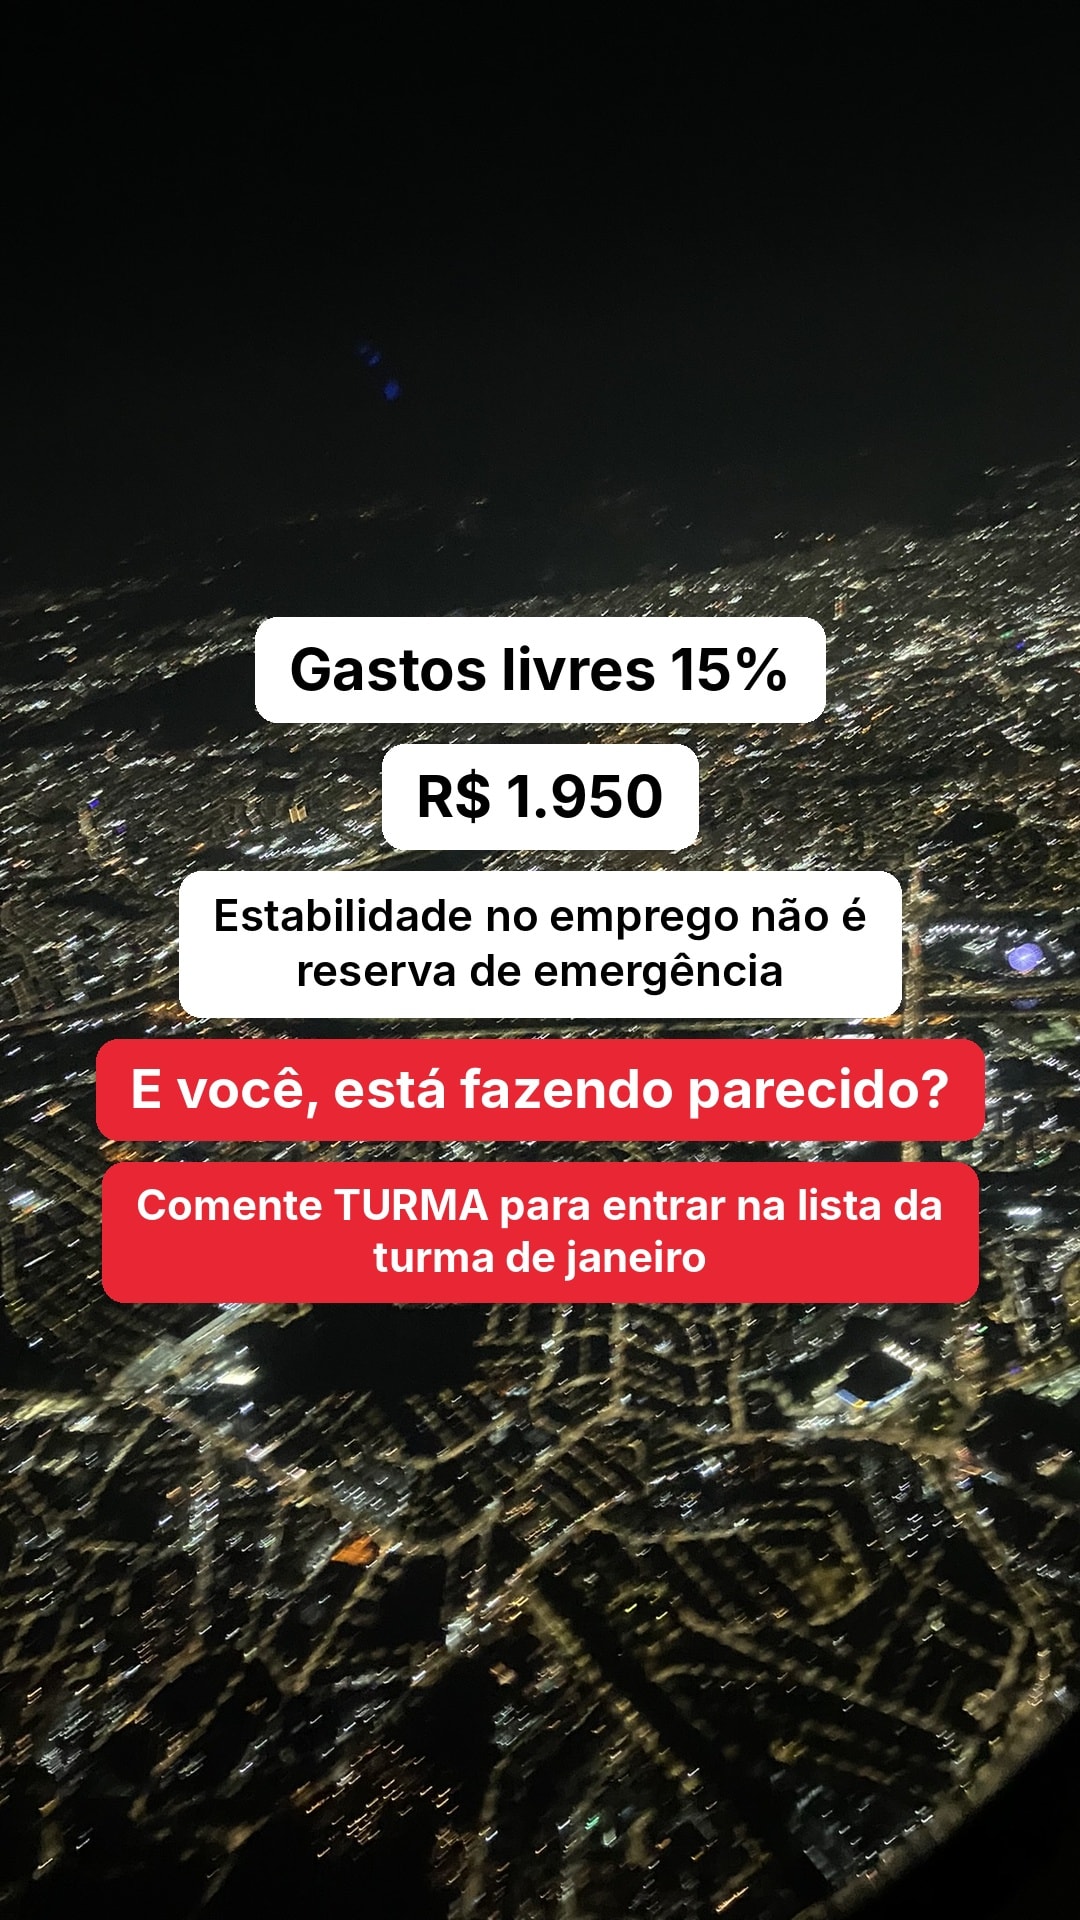 Gastos livres 15%
R$ 1.950
Estabilidade no emprego não é
reserva de emergência
E você, está fazendo parecido?
Comente TURMA para entrar na lista da
turma de janeiro